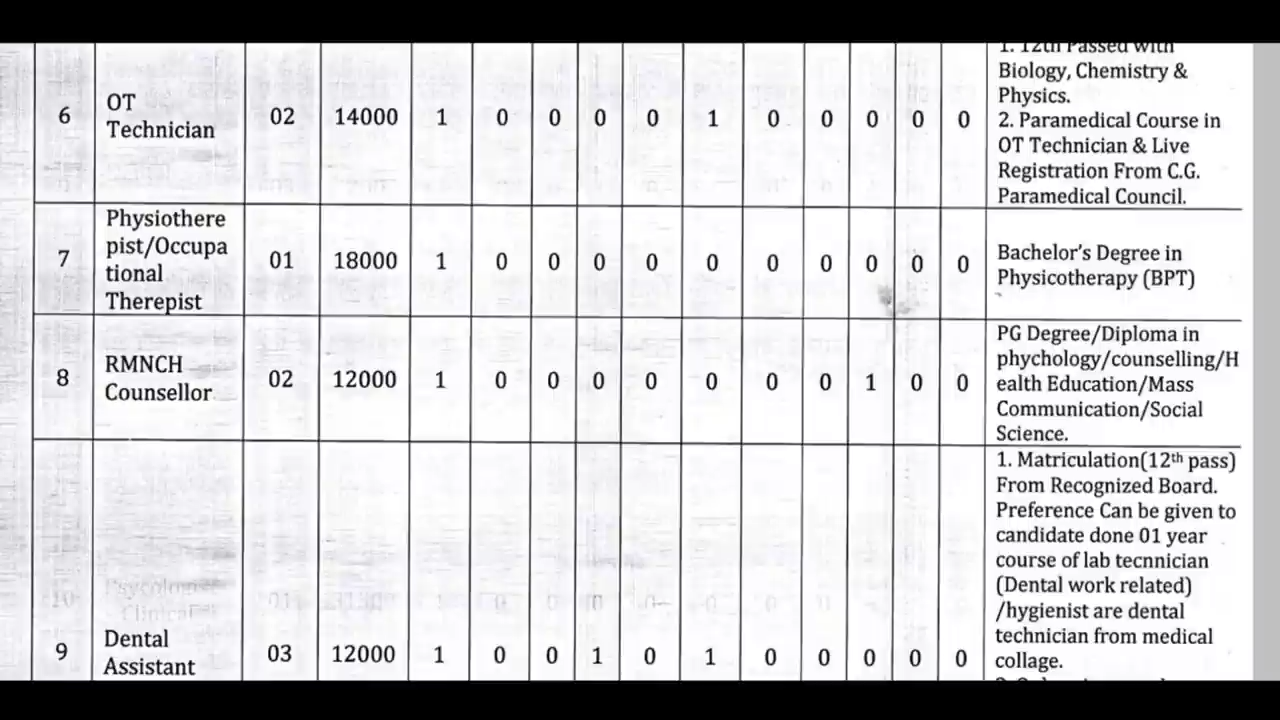 1. 12th Passed with
Biology, Chemistry &
Physics.
2. Paramedical Course in
OT Technician & Live
Registration From C.G.
Paramedical Council.
6 OT Technician 02 14000 1 0 0 0 0 1 0 0 0 0 0
Physiothere
pist/Occupa
tional
Therepist
7 01 18000 1 0 0 0 0 0 0 0 0 0 0
Bachelor's Degree in
Physicotherapy (BPT)
RMNCH
Counsellor
8 02 12000 1 0 0 0 0 0 0 0 1 0 0
PG Degree/Diploma in
phychology/counselling/H
ealth Education/Mass
Communication/Social
Science.
1. Matriculation(12th pass)
From Recognized Board.
Preference Can be given to
candidate done 01 year
course of lab tecnnician
(Dental work related)
/hygienist are dental
technician from medical
collage.
Dental
Assistant
9 03 12000 1 0 0 1 0 1 0 0 0 0 0